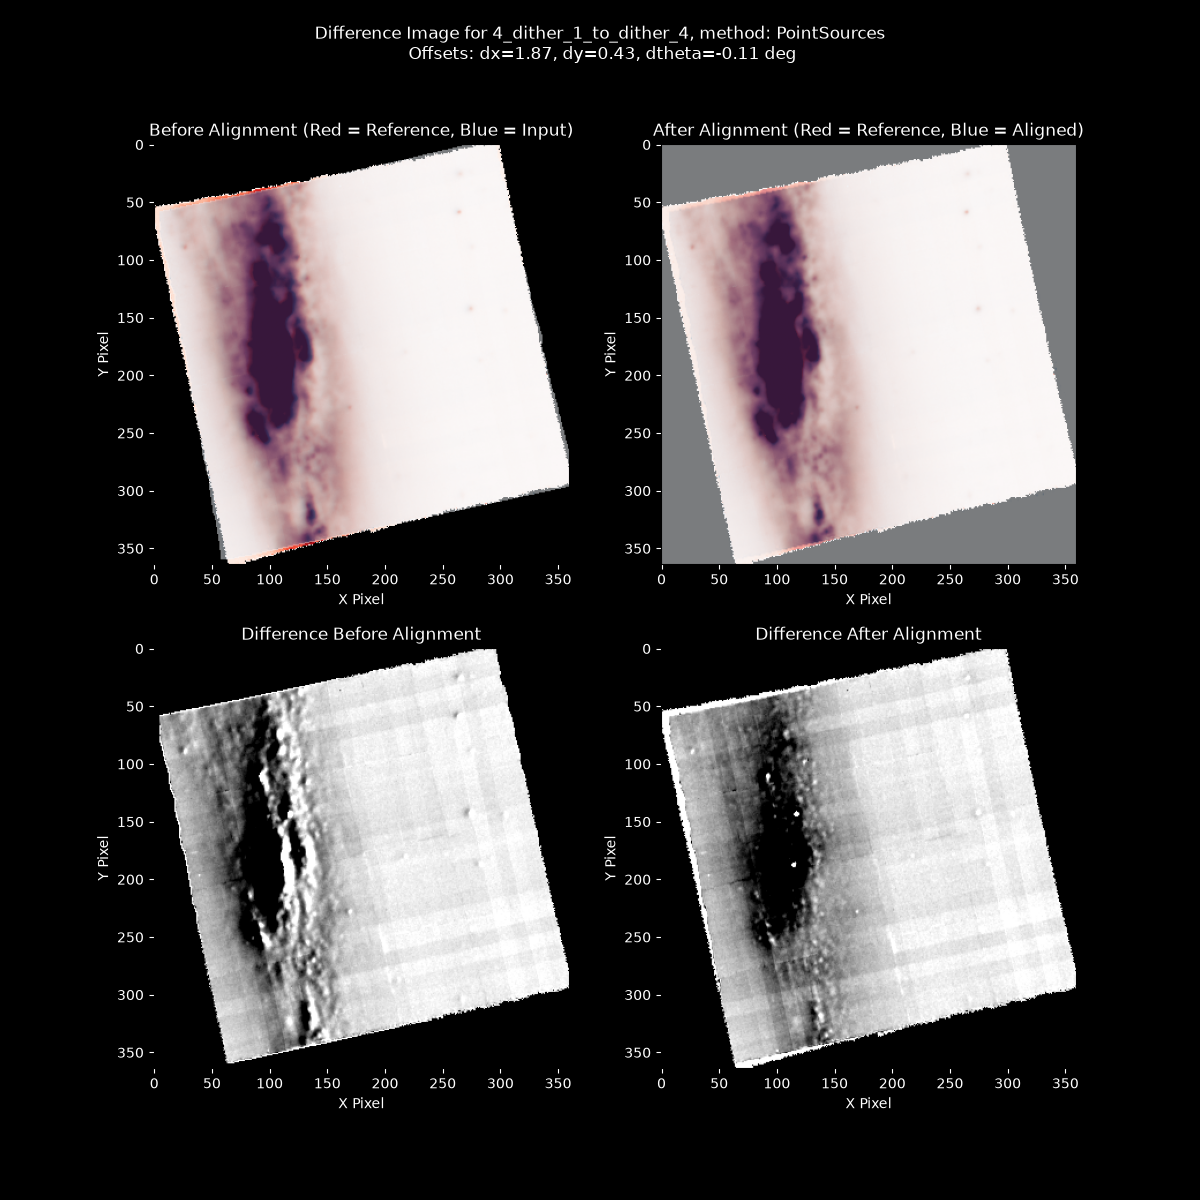 Difference Image for 4_dither_1_to_dither_4, method: PointSources
Offsets: dx=1.87, dy=0.43, dtheta=-0.11 deg
Before Alignment (Red = Reference, Blue = Input)
0
50
100
150
200
250
300
350
Y Pixel
0 50 100 150 200 250 300 350
X Pixel
After Alignment (Red = Reference, Blue = Aligned)
0
50
100
150
200
250
300
350
Y Pixel
0 50 100 150 200 250 300 350
X Pixel
Difference Before Alignment
0
50
100
150
200
250
300
350
Y Pixel
0 50 100 150 200 250 300 350
X Pixel
Difference After Alignment
0
50
100
150
200
250
300
350
Y Pixel
0 50 100 150 200 250 300 350
X Pixel